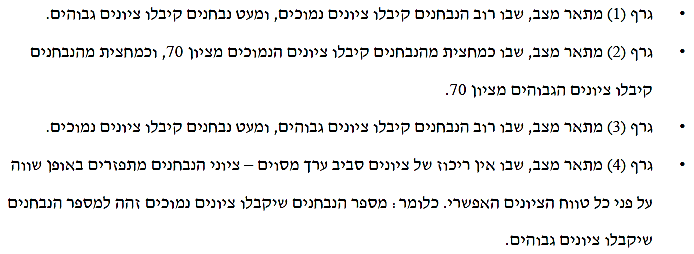 • גרף (1) מתאר מצב, שבו רוב הנבחנים קיבלו ציונים נמוכים, ומעט נבחנים קיבלו ציונים גבוהים.
• גרף (2) מתאר מצב, שבו כמחצית מהנבחנים קיבלו ציונים הנמוכים מציון 70, וכמחצית מהנבחנים
קיבלו ציונים הגבוהים מציון 70.
• גרף (3) מתאר מצב, שבו רוב הנבחנים קיבלו ציונים גבוהים, ומעט נבחנים קיבלו ציונים נמוכים.
• גרף (4) מתאר מצב, שבו אין ריכוז של ציונים סביב ערך מסוים – ציוני הנבחנים מתפזרים באופן שווה
על פני כל טווח הציונים האפשרי. כלומר: מספר הנבחנים שיקבלו ציונים נמוכים זהה למספר הנבחנים
שיקבלו ציונים גבוהים.